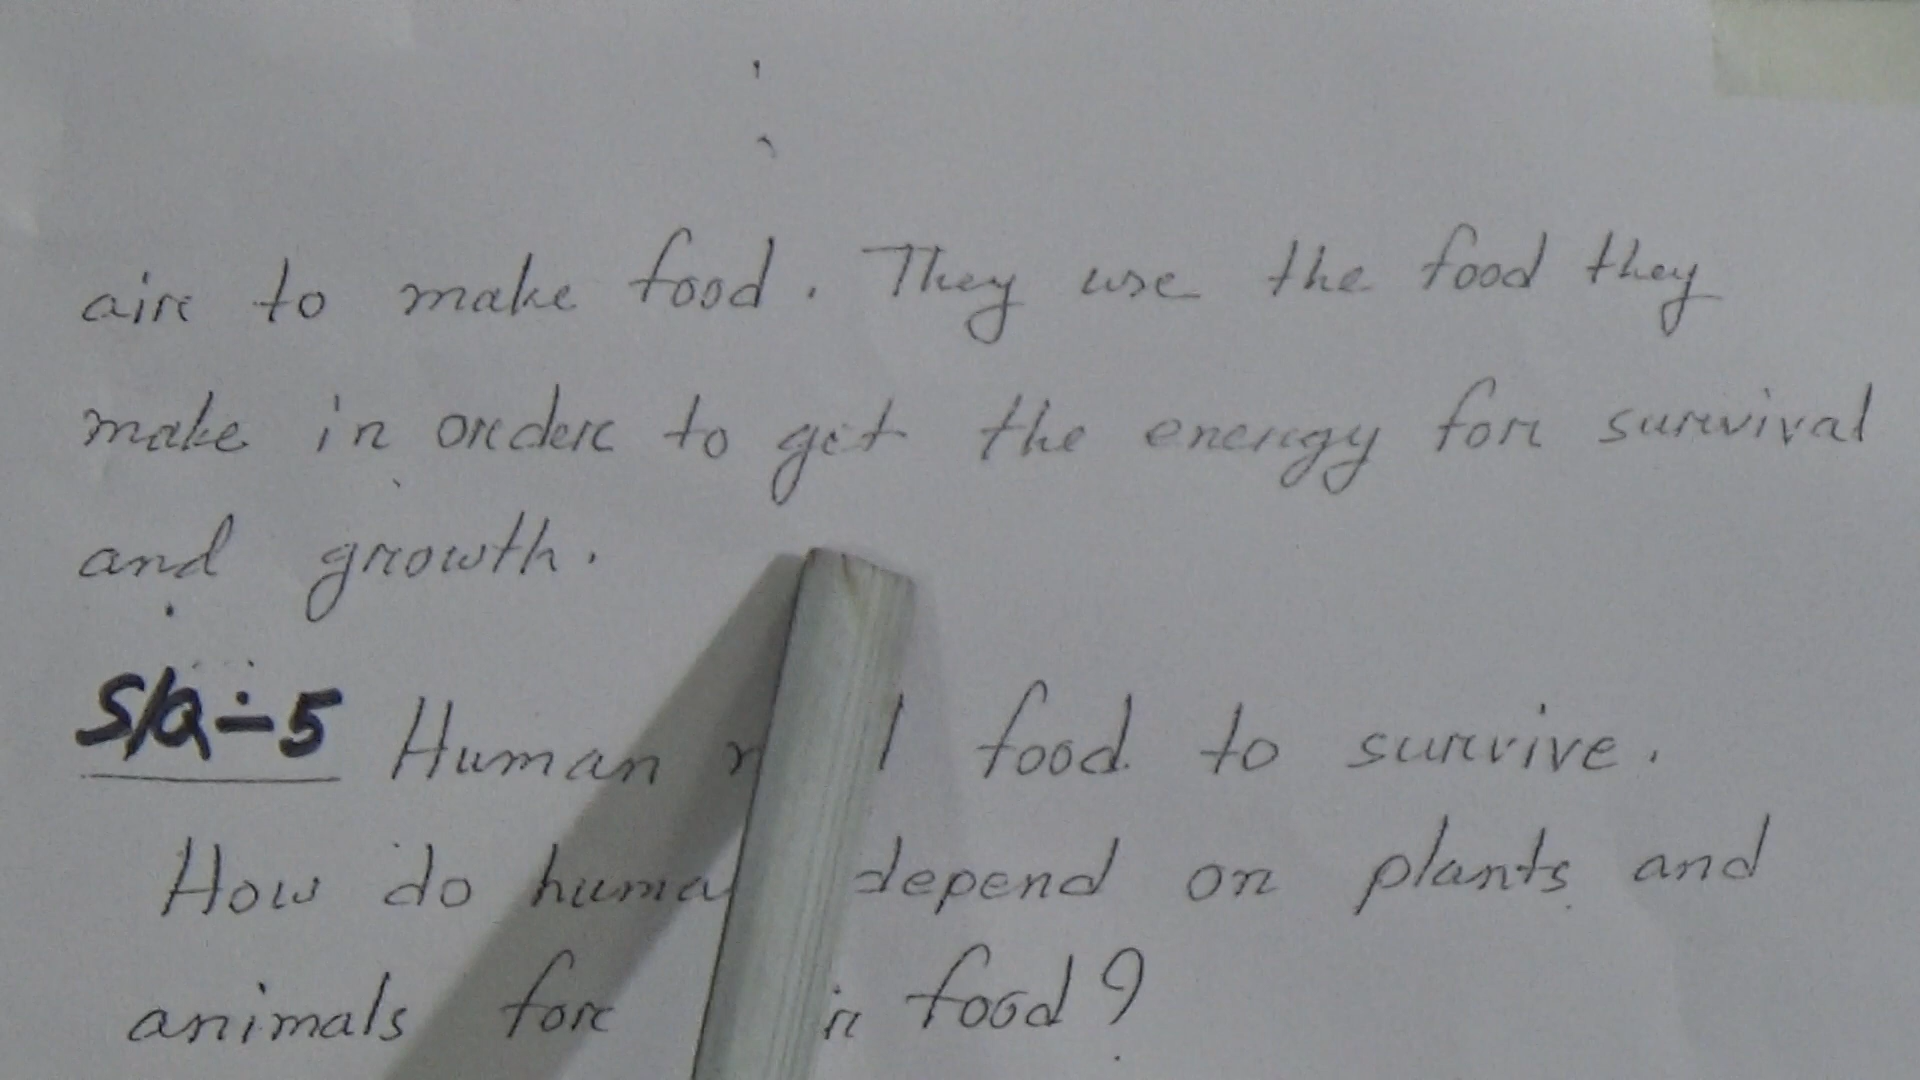 air to make food. They use the food they
make in order to get the energy for survival
and growth.
S/Q÷5 Human food to survive.
How do depend on plants and
animals for food?